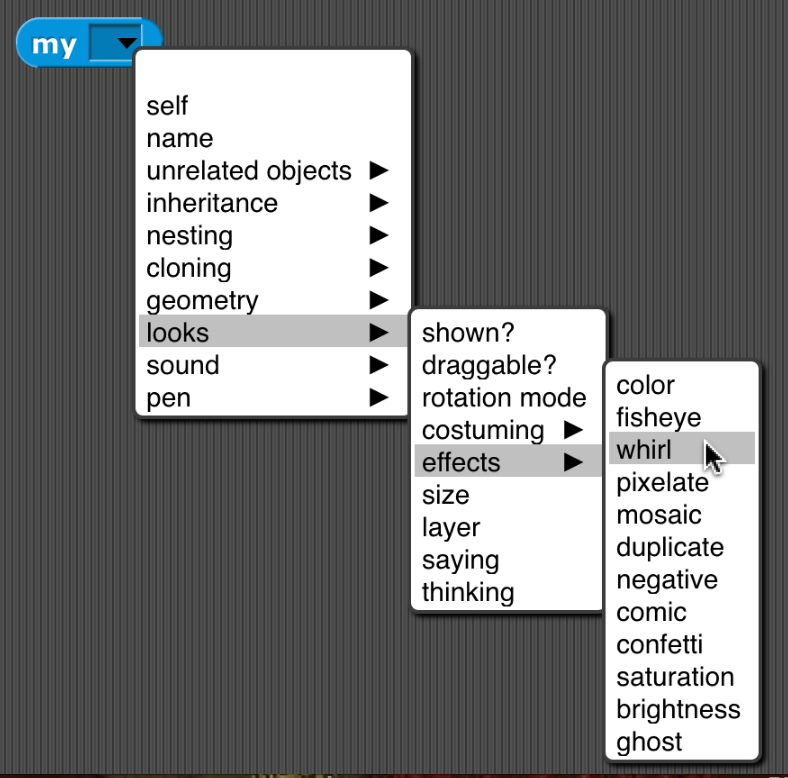 my
self
name
unrelated objects
inheritance
nesting
cloning
geometry
looks
sound
pen
shown?
draggable?
rotation mode
costuming
effects
size
layer
saying
thinking
color
fisheye
whirl
pixelate
mosaic
duplicate
negative
comic
confetti
saturation
brightness
ghost